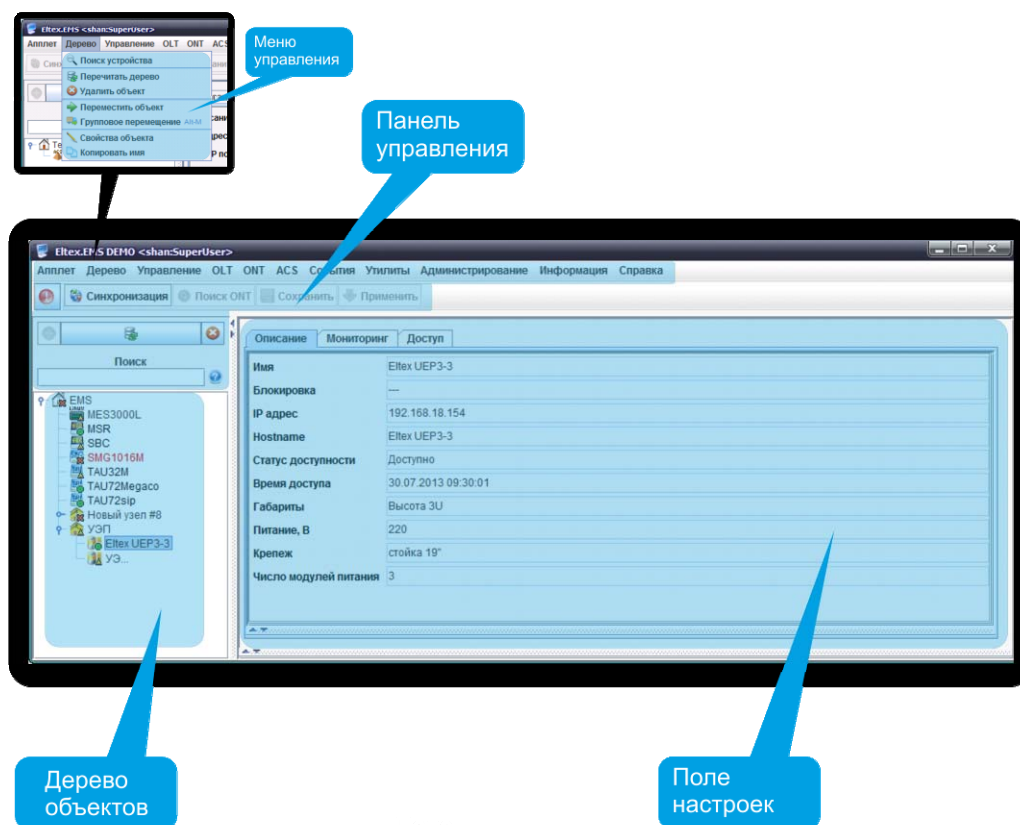 Eltex.EMS <shan:SuperUser>
Апплет Дерево Управление OLT ONT ACS
Поиск устройства
Перечитать дерево
Удалить объект
Переместить объект
Групповое перемещение Alt-M
Свойства объекта
Копировать имя
Меню
управления
Панель
управления
Eltex.EMS DEMO <shan:SuperUser>
Апплет Дерево Управление OLT ONT ACS События Утилиты Администрирование Информация Справка
Синхронизация Поиск ONT Сохранить Применить
Поиск
EMS
MES3000L
MSR
SBC
SMG1016M
TAU32M
TAU72Megaco
TAU72sip
Новый узел #8
УЭП
Eltex UEP3-3
УЭ...
Описание Мониторинг Доступ
Имя Eltex UEP3-3
Блокировка ---
IP адрес 192.168.18.154
Hostname Eltex UEP3-3
Статус доступности Доступно
Время доступа 30.07.2013 09:30:01
Габариты Высота 3U
Питание, В 220
Крепеж стойка 19"
Число модулей питания 3
Дерево
объектов
Поле
настроек